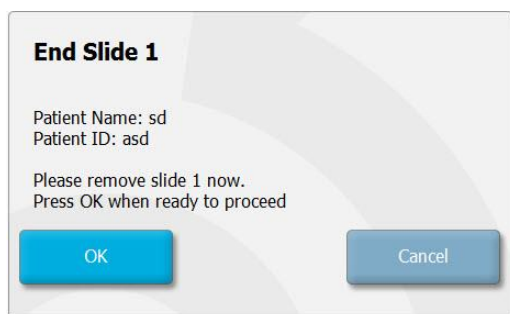 End Slide 1
Patient Name: sd
Patient ID: asd
Please remove slide 1 now.
Press OK when ready to proceed
OK
Cancel